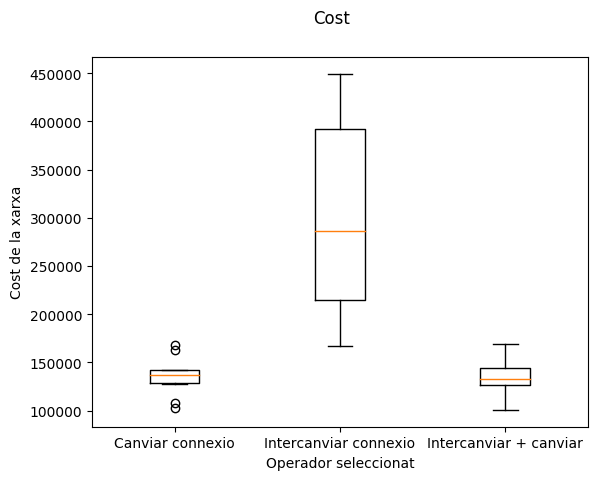 Cost
450000
400000
350000
300000
250000
200000
150000
100000
Cost de la xarxa
Canviar connexio
Intercanviar connexio
Intercanviar + canviar
Operador seleccionat